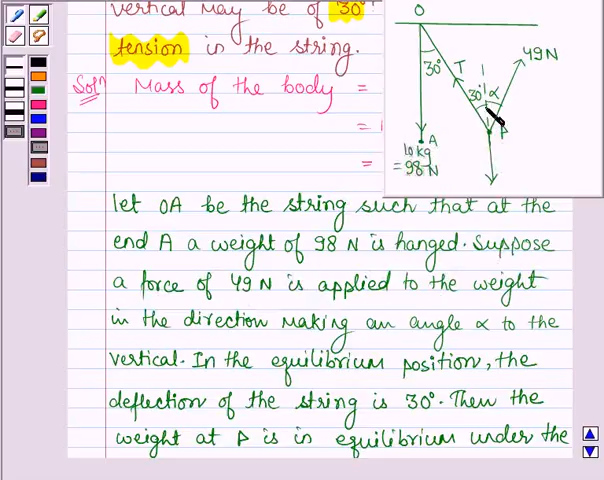 vertical may be of 30°.
tension in the string.
Soln Mass of the body =
=
=
O
30°
T
30°
α
49 N
P
A
10 kg
= 98 N
let OA be the string such that at the
end A a weight of 98 N is hanged. Suppose
a force of 49 N is applied to the weight
in the direction making an angle α to the
vertical. In the equilibrium position, the
deflection of the string is 30°. Then the
weight at P is in equilibrium under the